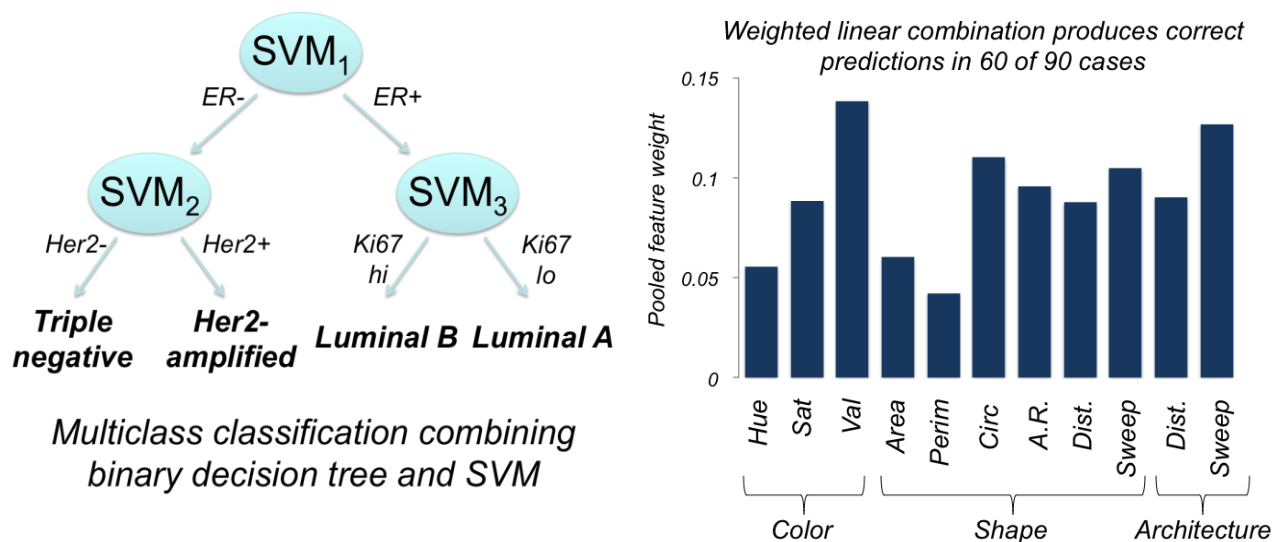 SVM1
ER-
ER+
SVM2
SVM3
Her2-
Her2+
Ki67
hi
Ki67
lo
Triple
negative
Her2-
amplified
Luminal B
Luminal A
Multiclass classification combining
binary decision tree and SVM
Weighted linear combination produces correct
predictions in 60 of 90 cases
Pooled feature weight
0.15
0.1
0.05
0
Hue
Sat
Val
Area
Perim
Circ
A.R.
Dist.
Sweep
Dist.
Sweep
Color
Shape
Architecture